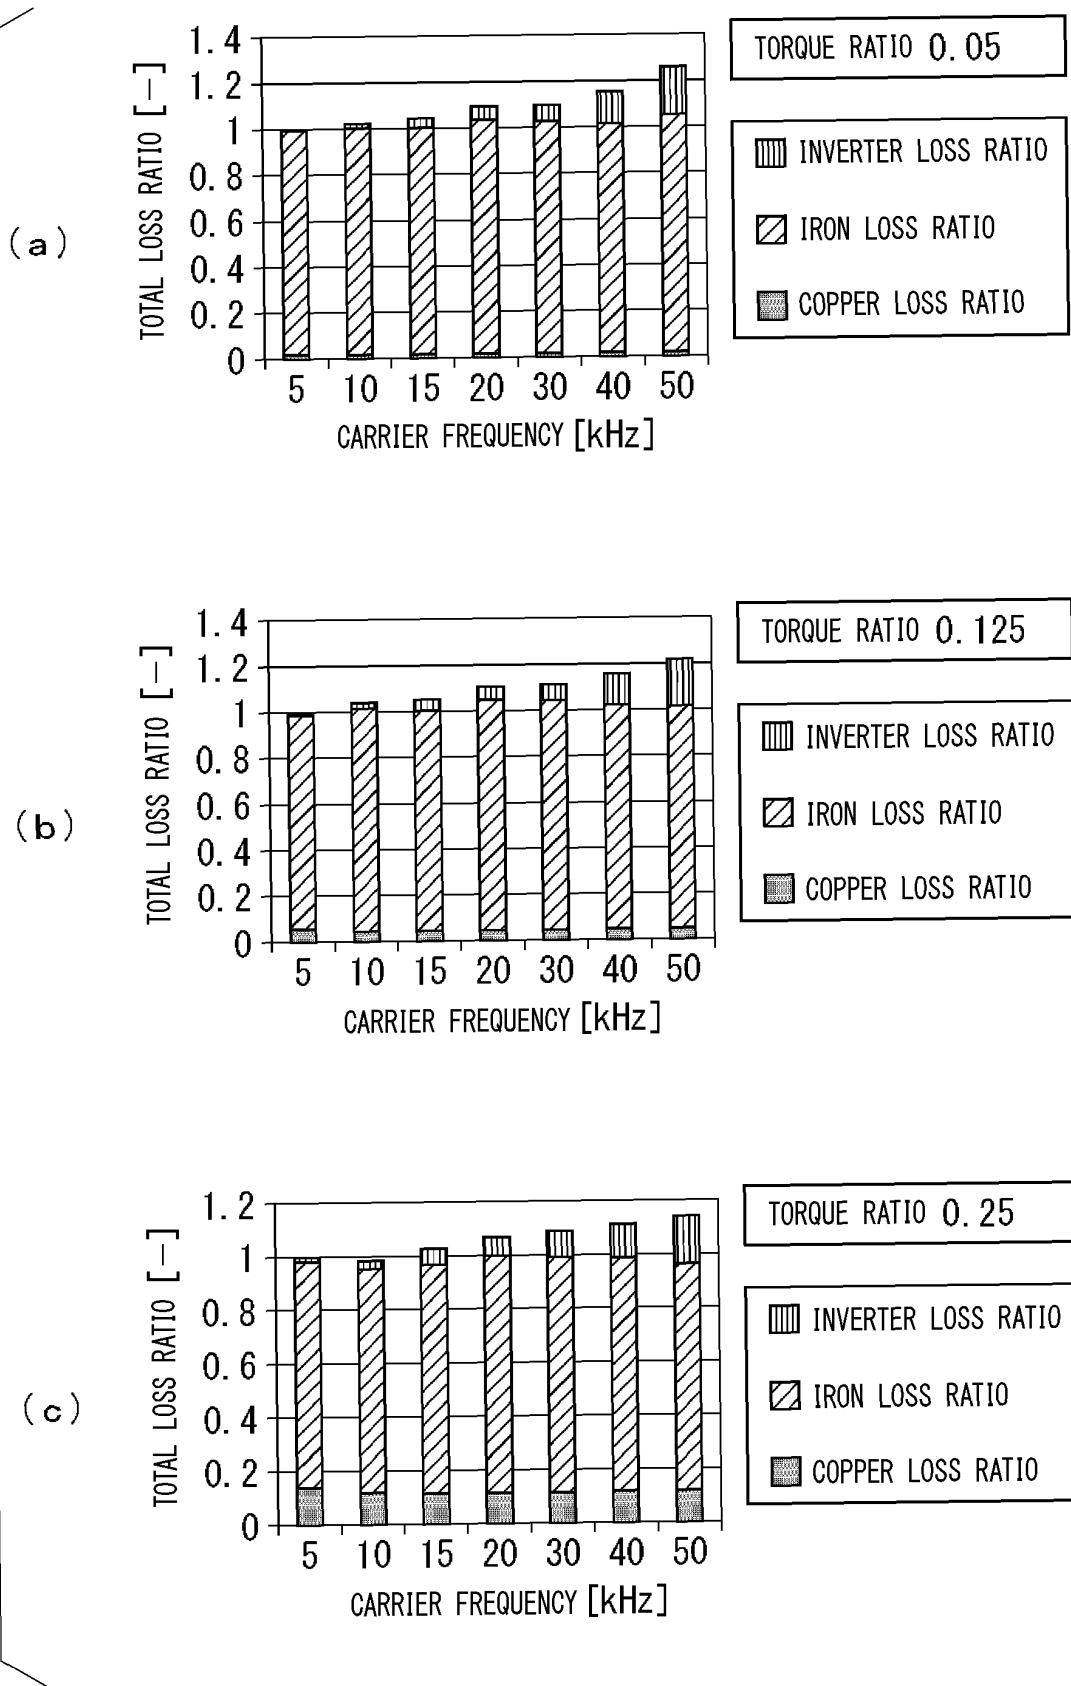 (a)
TOTAL LOSS RATIO [—]
1.4
1.2
1
0.8
0.6
0.4
0.2
0
5 10 15 20 30 40 50
CARRIER FREQUENCY [kHz]
TORQUE RATIO 0.05
INVERTER LOSS RATIO
IRON LOSS RATIO
COPPER LOSS RATIO
(b)
TOTAL LOSS RATIO [—]
1.4
1.2
1
0.8
0.6
0.4
0.2
0
5 10 15 20 30 40 50
CARRIER FREQUENCY [kHz]
TORQUE RATIO 0.125
INVERTER LOSS RATIO
IRON LOSS RATIO
COPPER LOSS RATIO
(c)
TOTAL LOSS RATIO [—]
1.2
1
0.8
0.6
0.4
0.2
0
5 10 15 20 30 40 50
CARRIER FREQUENCY [kHz]
TORQUE RATIO 0.25
INVERTER LOSS RATIO
IRON LOSS RATIO
COPPER LOSS RATIO